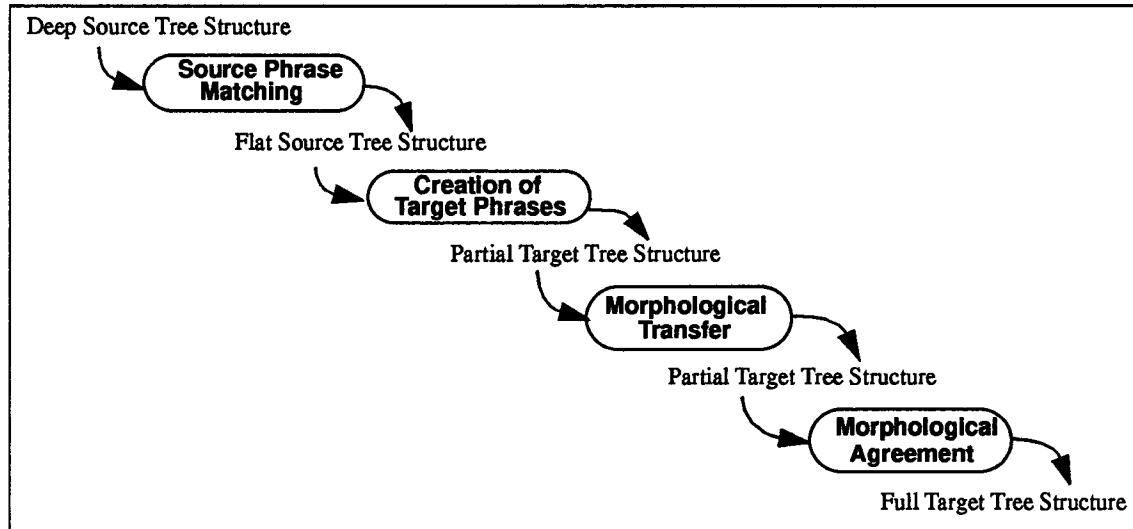 Deep Source Tree Structure
Source Phrase
Matching
Flat Source Tree Structure
Creation of
Target Phrases
Partial Target Tree Structure
Morphological
Transfer
Partial Target Tree Structure
Morphological
Agreement
Full Target Tree Structure